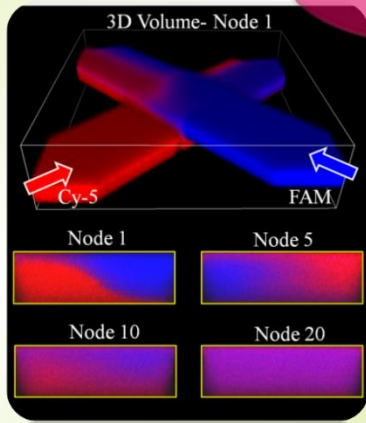 3D Volume- Node 1
Cy-5
FAM
Node 1
Node 5
Node 10
Node 20